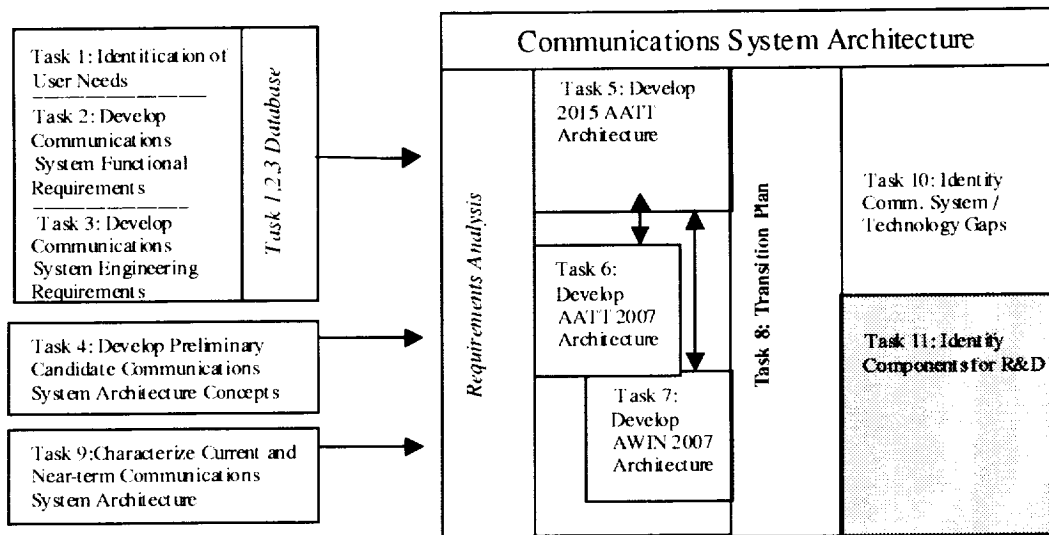 Task 1: Identification of
User Needs
Task 2: Develop
Communications
System Functional
Requirements
Task 3: Develop
Communications
System Engineering
Requirements
Task 1,2,3 Database
Task 4: Develop Preliminary
Candidate Communications
System Architecture Concepts
Task 9:Characterize Current and
Near-term Communications
System Architecture
Communications System Architecture
Requirements Analysis
Task 5: Develop
2015 AATT
Architecture
Task 6:
Develop
AATT 2007
Architecture
Task 7:
Develop
AWIN 2007
Architecture
Task 8: Transition Plan
Task 10: Identity
Comm. System /
Technology Gaps
Task 11: Identity
Components for R&D